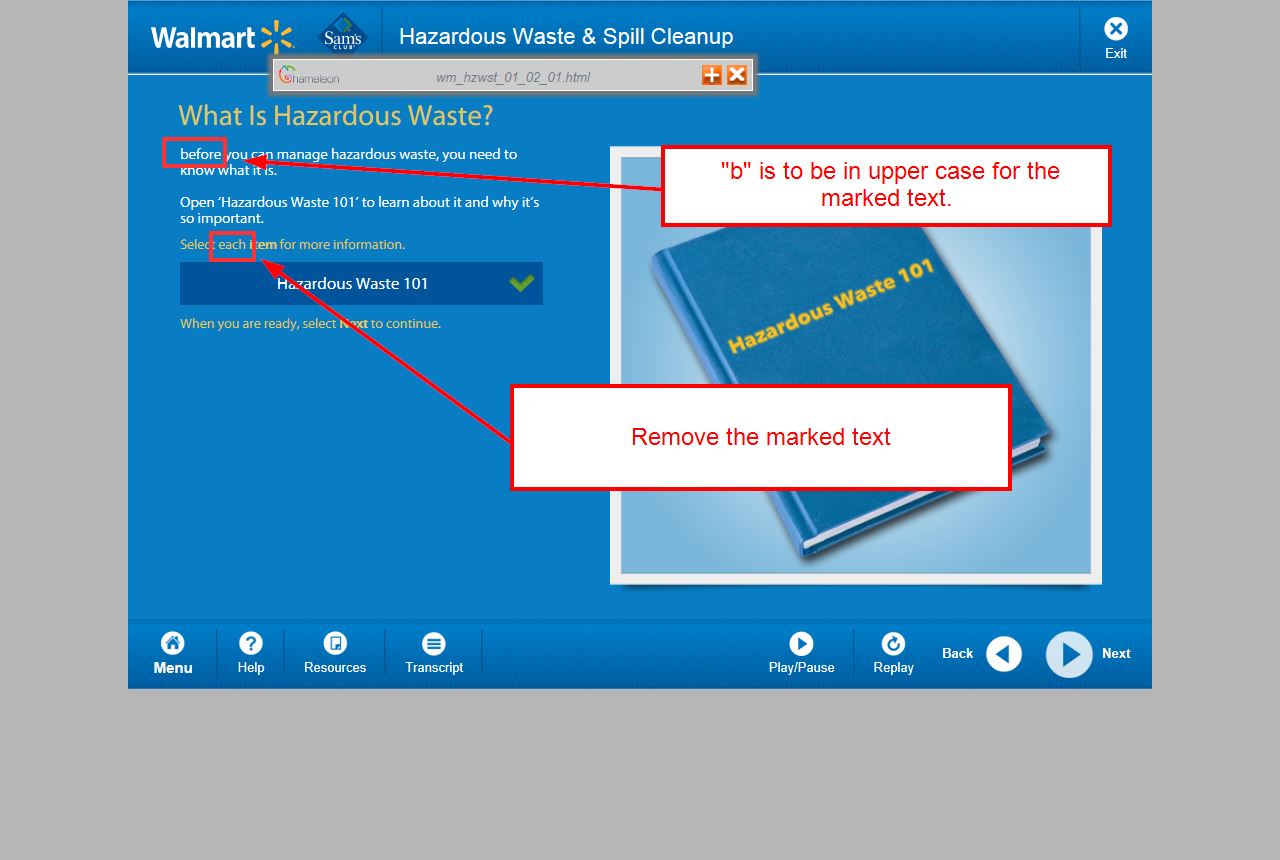 Walmart
Sam's
CLUB
Hazardous Waste & Spill Cleanup
Exit
Chameleon
wm_hzwst_01_02_01.html
What Is Hazardous Waste?
before you can manage hazardous waste, you need to
know what it is.
"b" is to be in upper case for the
marked text.
Open ‘Hazardous Waste 101’ to learn about it and why it’s
so important.
Select each item for more information.
Hazardous Waste 101
When you are ready, select Next to continue.
Hazardous Waste 101
Remove the marked text
Menu
Help
Resources
Transcript
Play/Pause
Replay
Back
Next